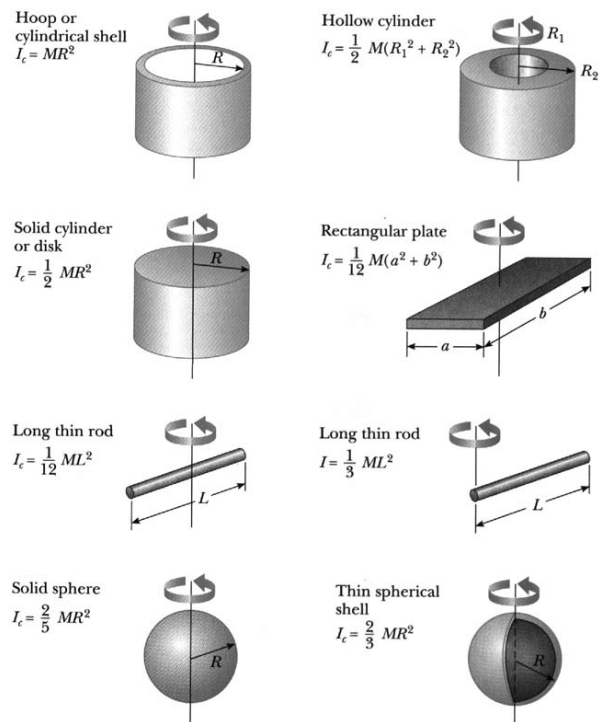 Hoop or
cylindrical shell
I_c = MR²
R
Hollow cylinder
I_c = 1/2 M(R₁² + R₂²)
R₁
R₂
Solid cylinder
or disk
I_c = 1/2 MR²
R
Rectangular plate
I_c = 1/12 M(a² + b²)
a
b
Long thin rod
I_c = 1/12 ML²
L
Long thin rod
I = 1/3 ML²
L
Solid sphere
I_c = 2/5 MR²
R
Thin spherical
shell
I_c = 2/3 MR²
R